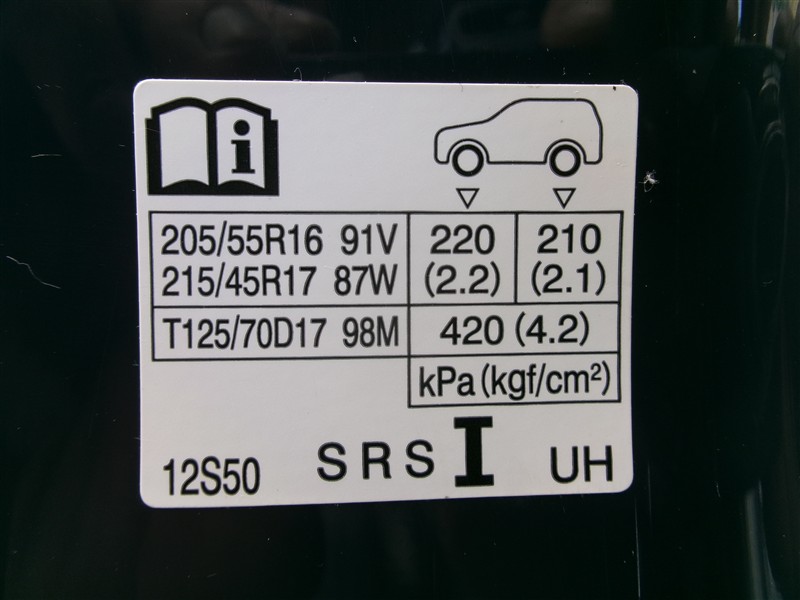 i
205/55R16 91V 220 210
215/45R17 87W (2.2) (2.1)
T125/70D17 98M 420 (4.2)
kPa(kgf/cm²)
12S50 SRS I UH